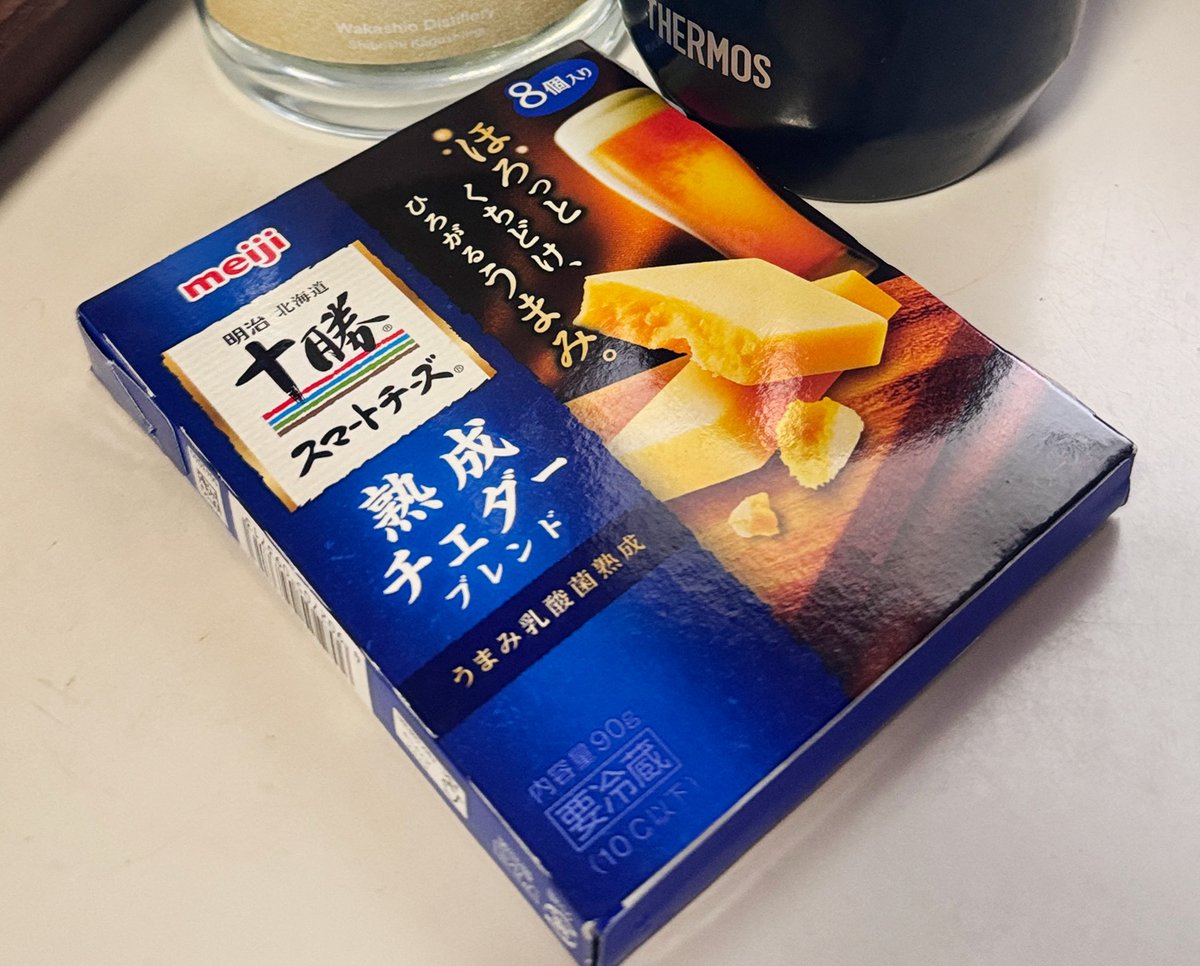 Wakashio Distillery
THERMOS
8個入り
ほろっと
くちどけ、
ひろがるうまみ。
meiji
明治 北海道
十勝®
スマートチーズ®
熟成
チェダー
ブレンド
うまみ乳酸菌熟成
内容量90g
要冷蔵
(10℃以下)